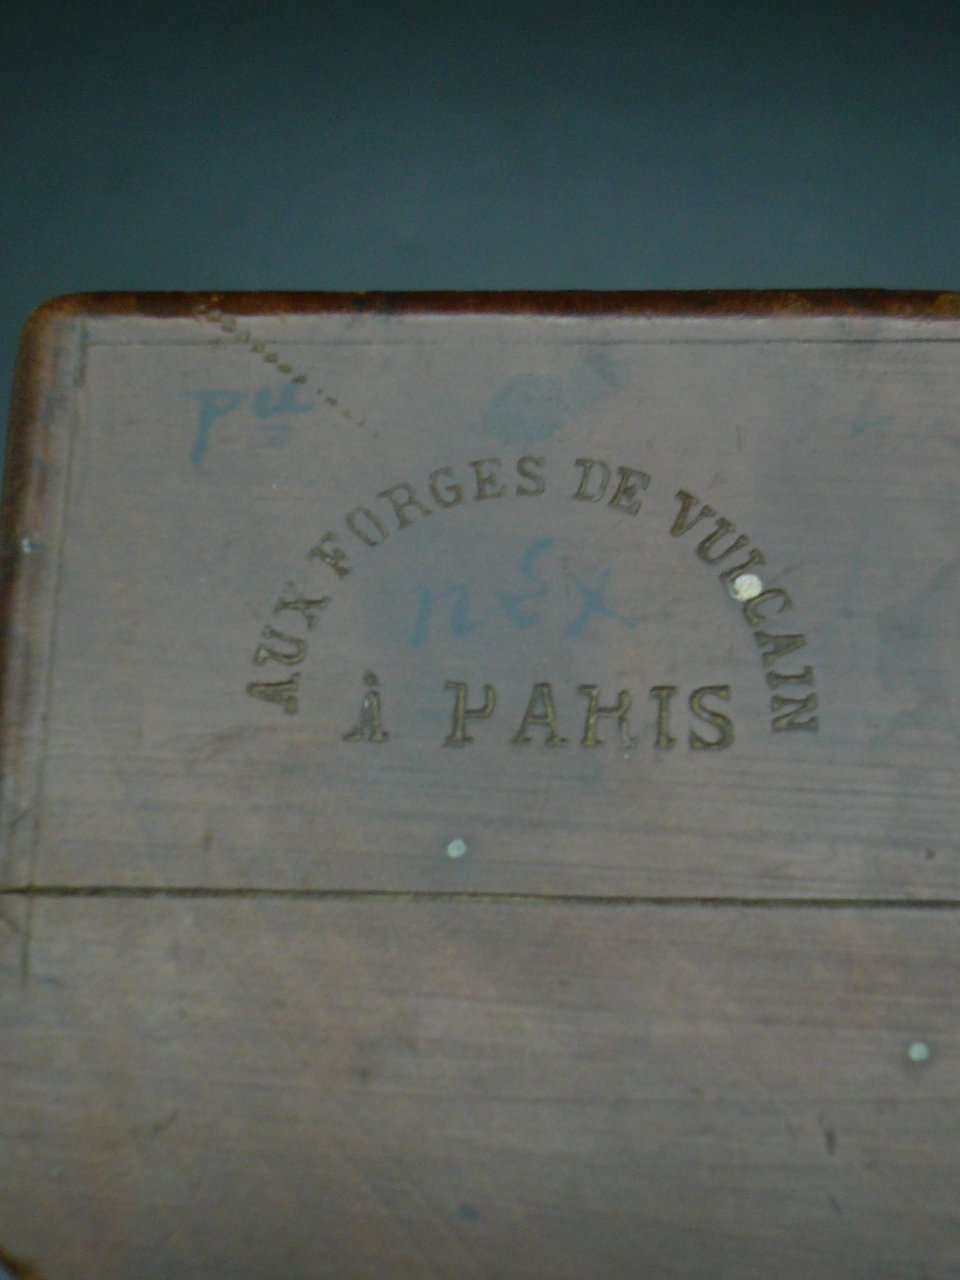 AUX FORGES DE VULCAIN
À PARIS